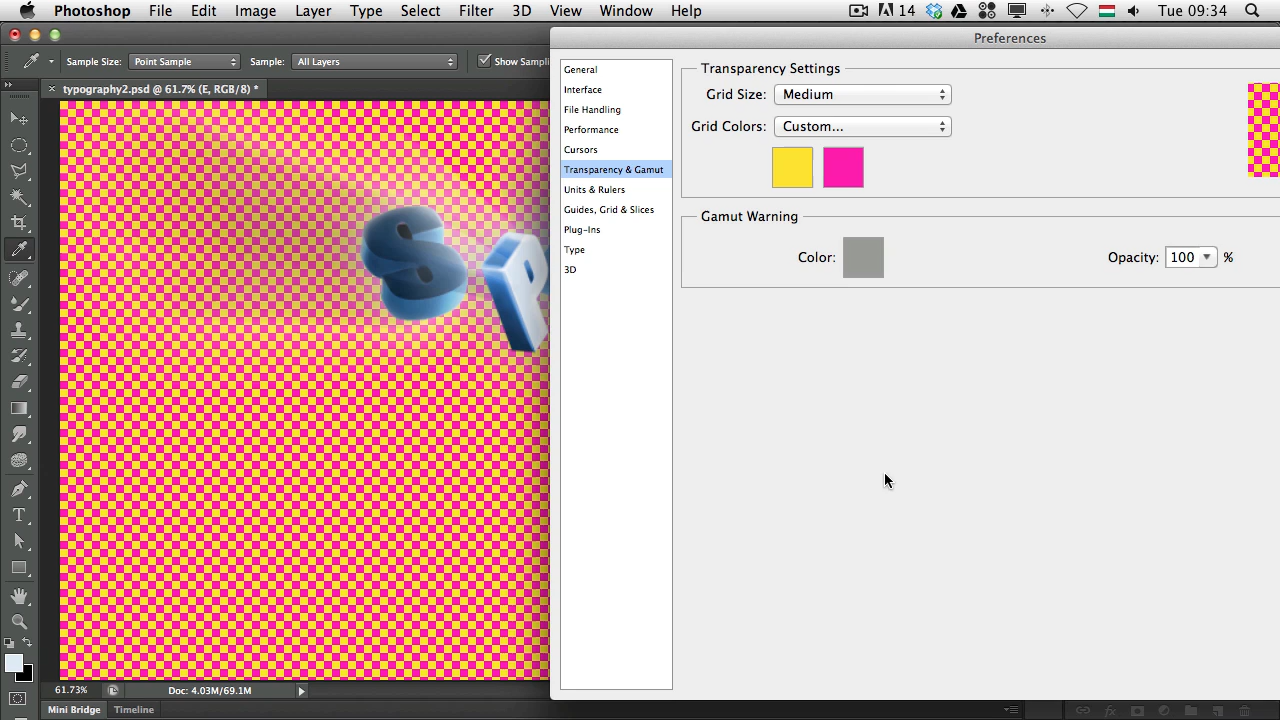 Photoshop File Edit Image Layer Type Select Filter 3D View Window Help 14 Tue 09:34
Preferences
Sample Size: Point Sample Sample: All Layers Show Sampli
typography2.psd @ 61.7% (E, RGB/8) *
General
Interface
File Handling
Performance
Cursors
Transparency & Gamut
Units & Rulers
Guides, Grid & Slices
Plug-Ins
Type
3D
Transparency Settings
Grid Size: Medium
Grid Colors: Custom...
Gamut Warning
Color: Opacity: 100 %
S P
61.73% Doc: 4.03M/69.1M
Mini Bridge Timeline